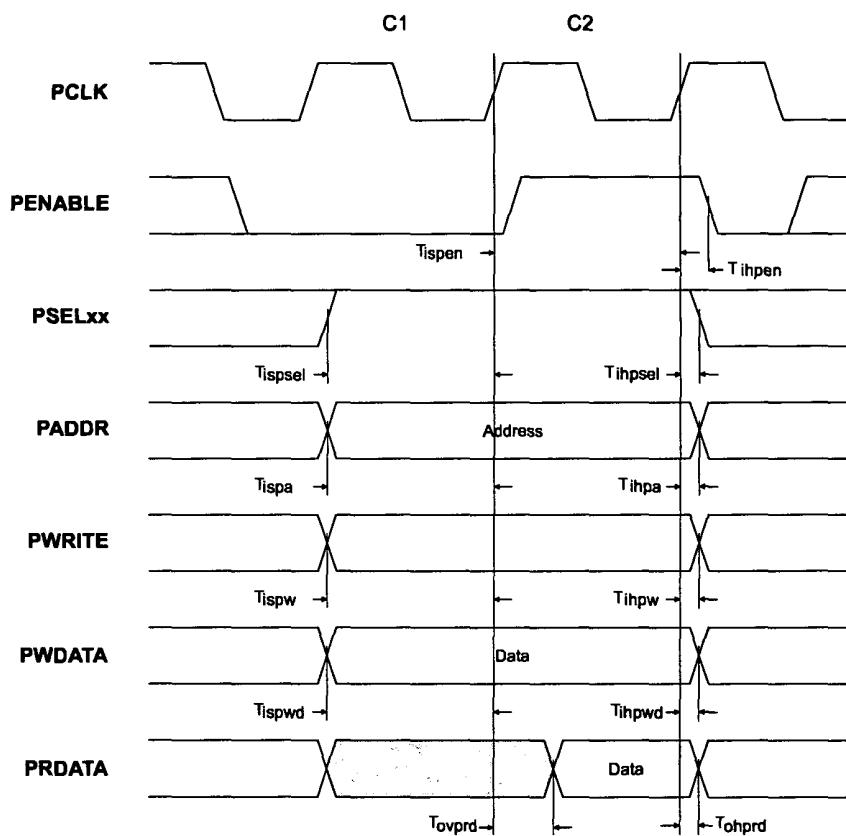 C1 C2
PCLK
PENABLE
Tispen
Tihpen
PSELxx
Tispsel Tihpsel
PADDR Address
Tispa Tihpa
PWRITE
Tispw Tihpw
PWDATA Data
Tispwd Tihpwd
PRDATA Data
Tovprd Tohprd